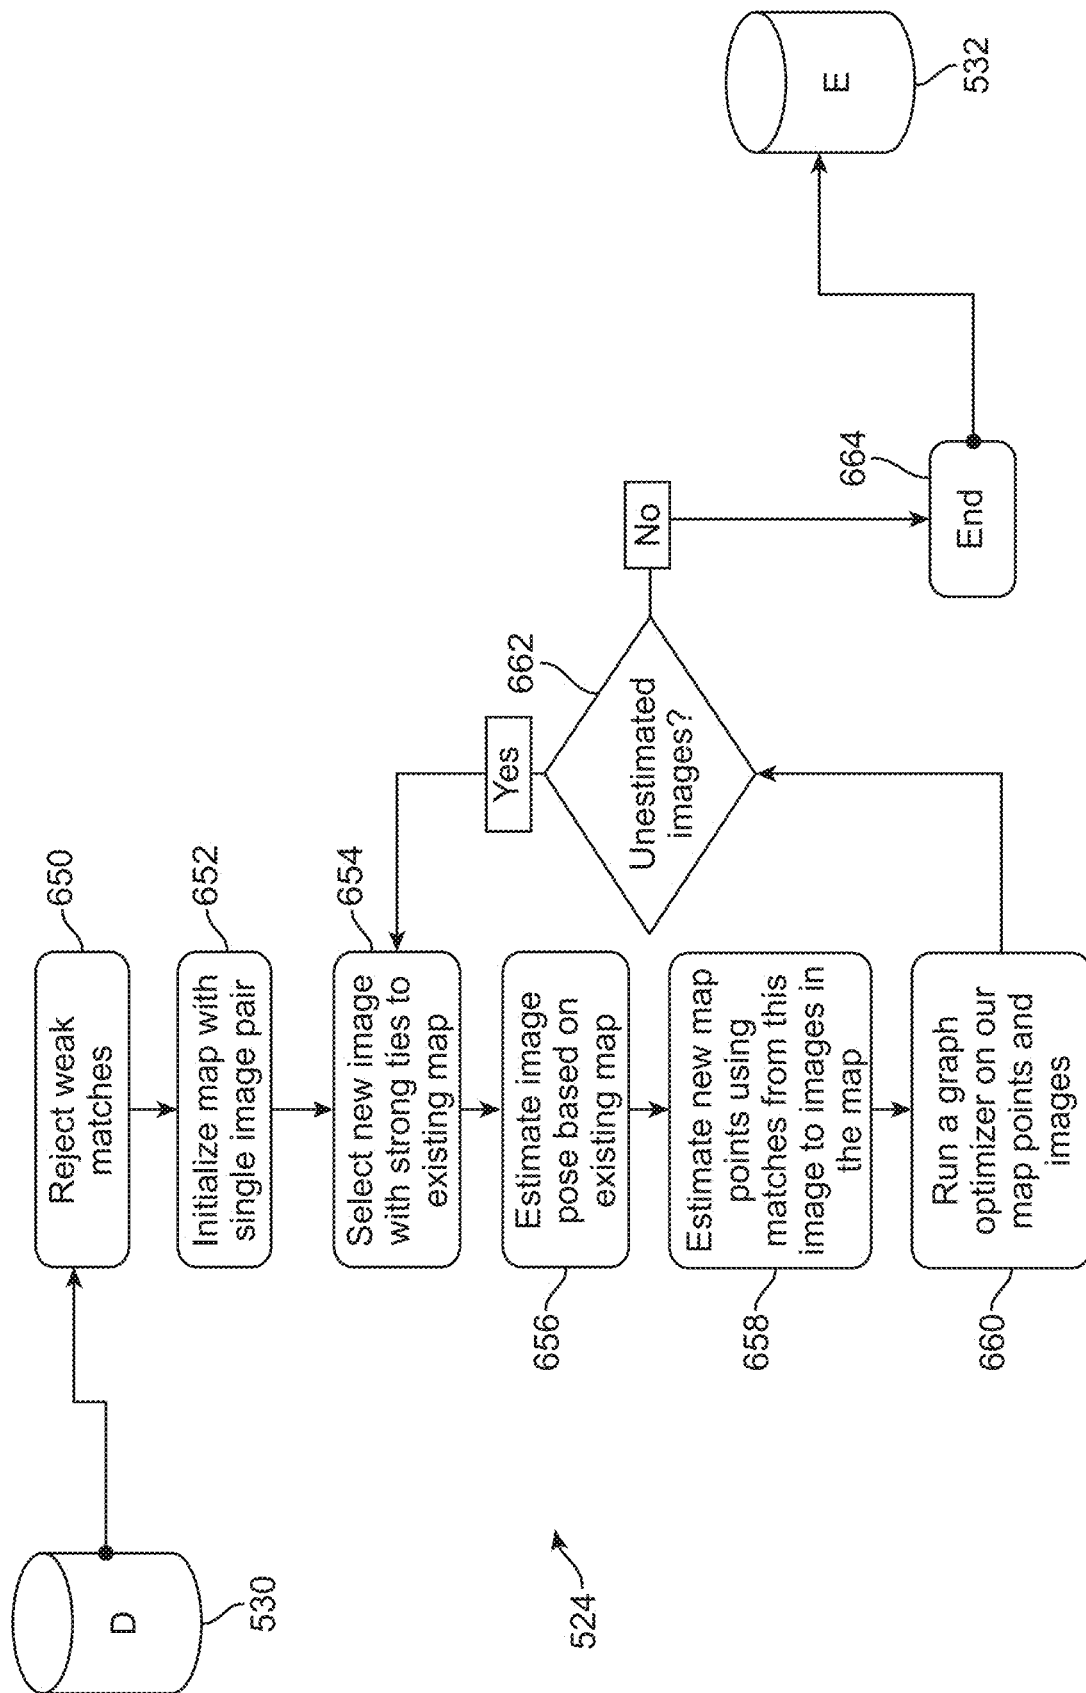 D
530
524
Reject weak
matches
650
Initialize map with
single image pair
652
Select new image
with strong ties to
existing map
654
Estimate image
pose based on
existing map
656
Estimate new map
points using
matches from this
image to images in
the map
658
Run a graph
optimizer on our
map points and
images
660
Unestimated
images?
662
Yes
No
End
664
E
532